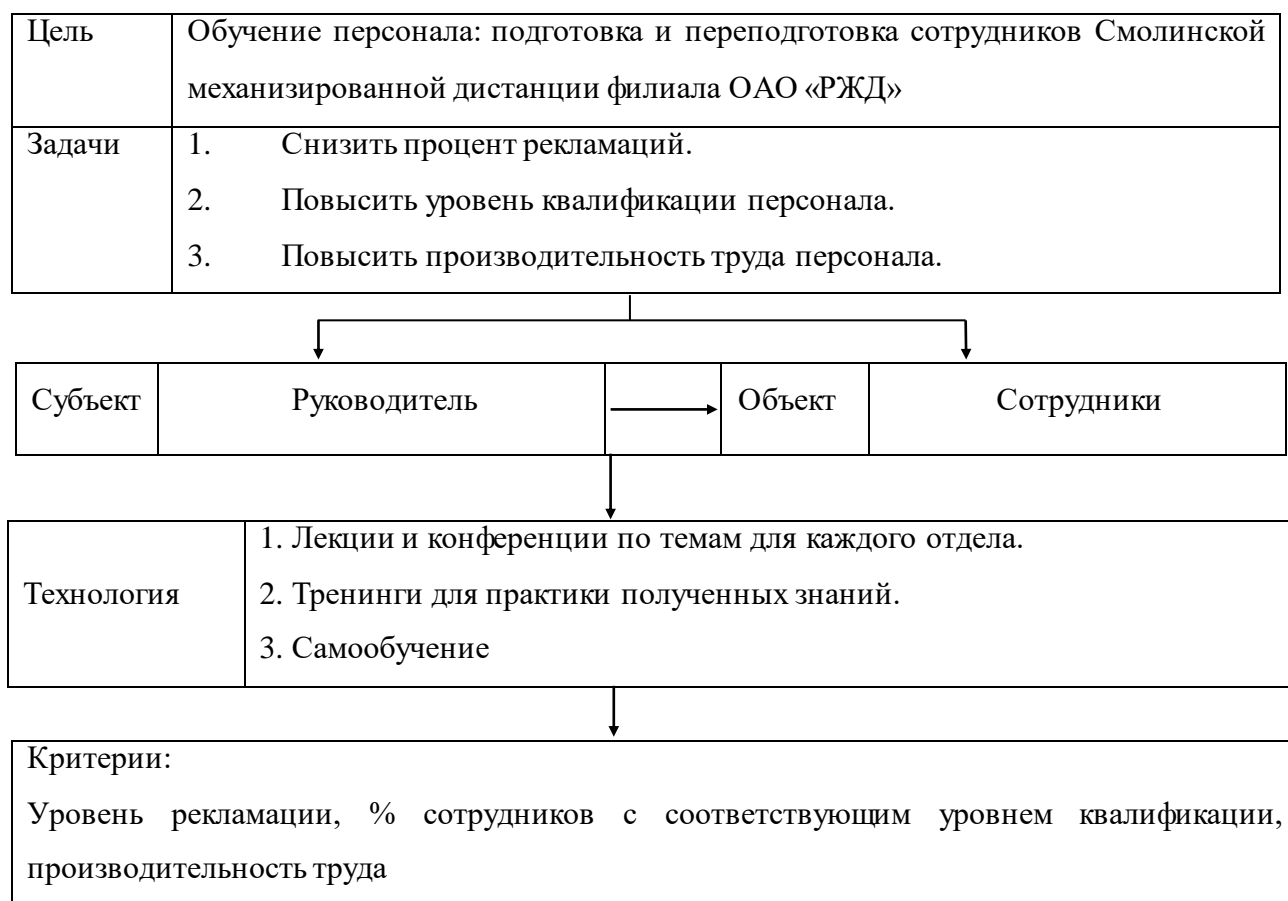 Цель
Обучение персонала: подготовка и переподготовка сотрудников Смолинской
механизированной дистанции филиала ОАО «РЖД»
Задачи
1. Снизить процент рекламаций.
2. Повысить уровень квалификации персонала.
3. Повысить производительность труда персонала.
Субъект
Руководитель
Объект
Сотрудники
Технология
1. Лекции и конференции по темам для каждого отдела.
2. Тренинги для практики полученных знаний.
3. Самообучение
Критерии:
Уровень рекламации, % сотрудников с соответствующим уровнем квалификации,
производительность труда